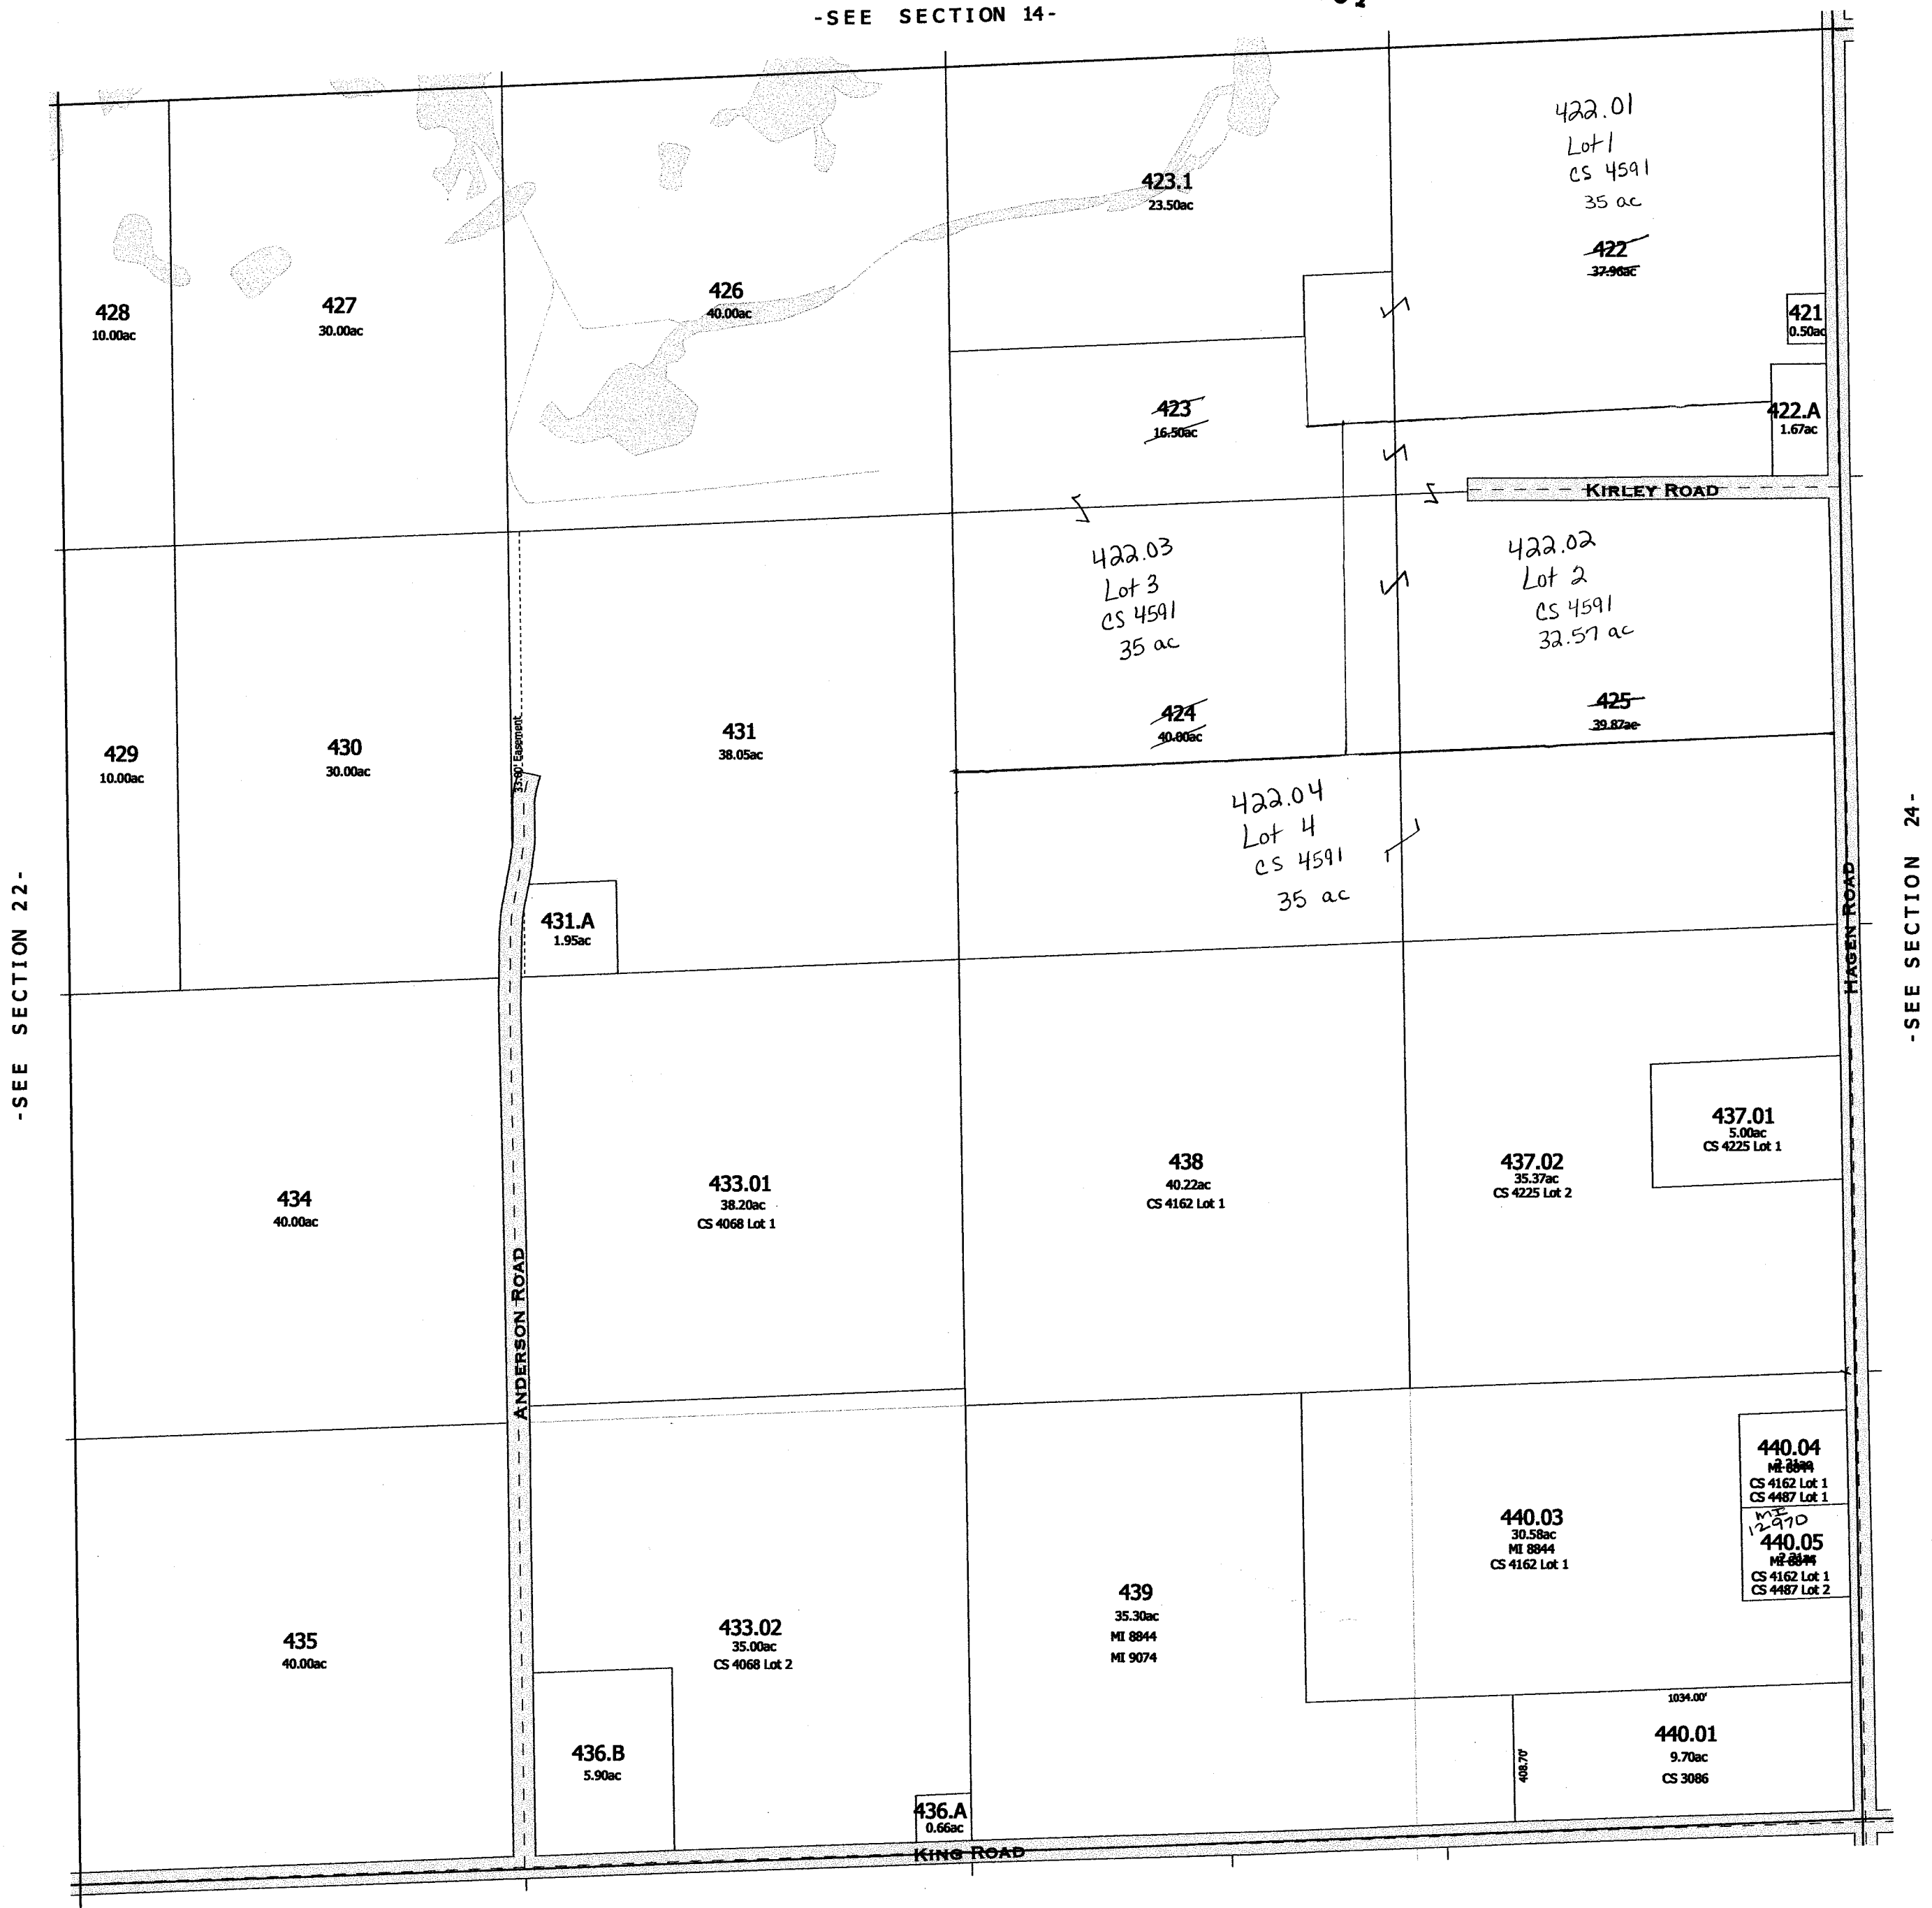 -SEE SECTION 14-
422.01
Lot 1
CS 4591
35 ac
422
37.96ac
423.1
23.50ac
421
0.50ac
428
10.00ac
427
30.00ac
426
40.00ac
423
16.50ac
422.A
1.67ac
KIRLEY ROAD
422.03
Lot 3
CS 4591
35 ac
422.02
Lot 2
CS 4591
32.57 ac
424
40.00ac
425
39.87ac
429
10.00ac
430
30.00ac
33.00' Easement
431
38.05ac
422.04
Lot 4
CS 4591
35 ac
431.A
1.95ac
-SEE SECTION 22-
-SEE SECTION 24-
HAGEN ROAD
437.01
5.00ac
CS 4225 Lot 1
434
40.00ac
433.01
38.20ac
CS 4068 Lot 1
438
40.22ac
CS 4162 Lot 1
437.02
35.37ac
CS 4225 Lot 2
ANDERSON ROAD
440.04
MI 8844
CS 4162 Lot 1
CS 4487 Lot 1
MI
12970
440.05
MI 8844
CS 4162 Lot 1
CS 4487 Lot 2
440.03
30.58ac
MI 8844
CS 4162 Lot 1
439
35.30ac
MI 8844
MI 9074
435
40.00ac
433.02
35.00ac
CS 4068 Lot 2
1034.00'
408.70'
440.01
9.70ac
CS 3086
436.B
5.90ac
436.A
0.66ac
KING ROAD